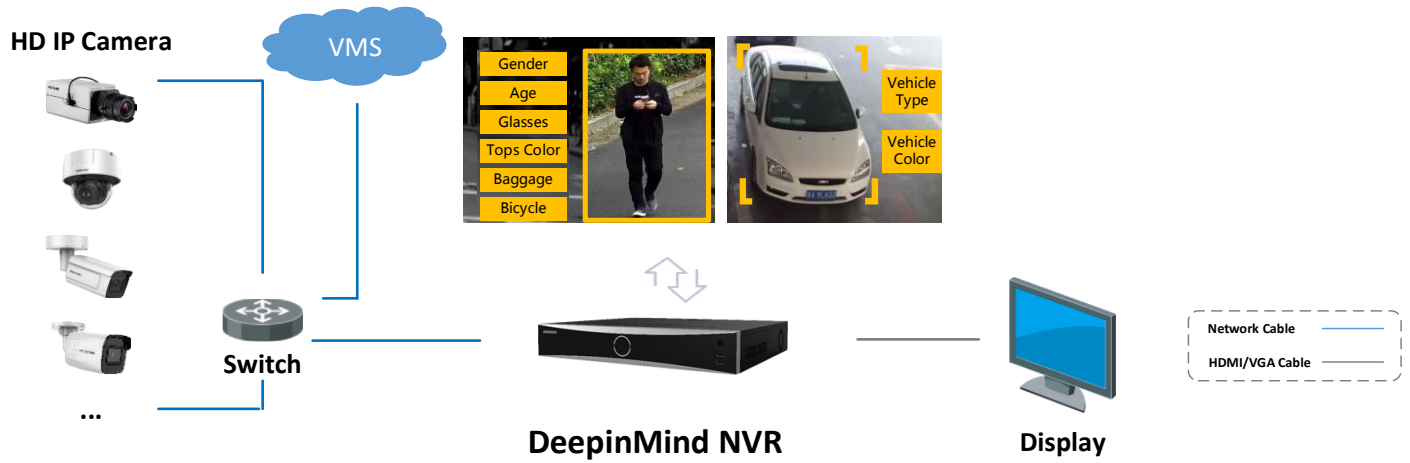 HD IP Camera
VMS
Gender
Age
Glasses
Tops Color
Baggage
Bicycle
Vehicle
Type
Vehicle
Color
Switch
...
DeepinMind NVR
Display
Network Cable
HDMI/VGA Cable